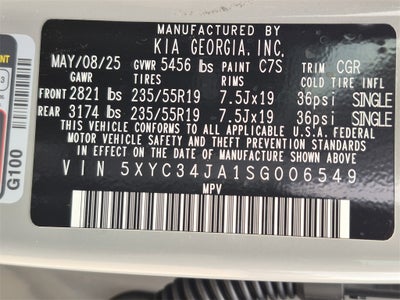 MANUFACTURED BY
KIA GEORGIA, INC.
MAY/08/25 GVWR 5456 lbs PAINT C7S TRIM CGR
GAWR TIRES RIMS COLD TIRE INFL
FRONT 2821 lbs 235/55R19 7.5Jx19 36psi SINGLE
REAR 3174 lbs 235/55R19 7.5Jx19 36psi SINGLE
THIS VEHICLE CONFORMS TO ALL APPLICABLE U.S.A. FEDERAL
MOTOR VEHICLE SAFETY, BUMPER, AND THEFT PREVENTION STANDARDS
IN EFFECT ON THE DATE OF MANUFACTURE SHOWN ABOVE
VIN 5XYC34JA1SG006549
MPV
G100